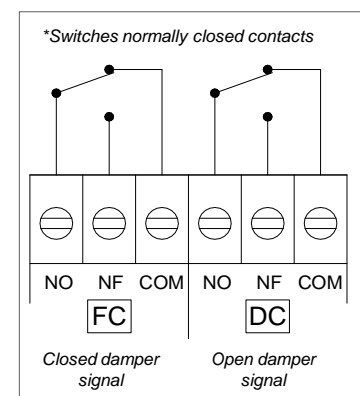 *Switches normally closed contacts
NO NF COM NO NF COM
FC DC
Closed damper signal
Open damper signal